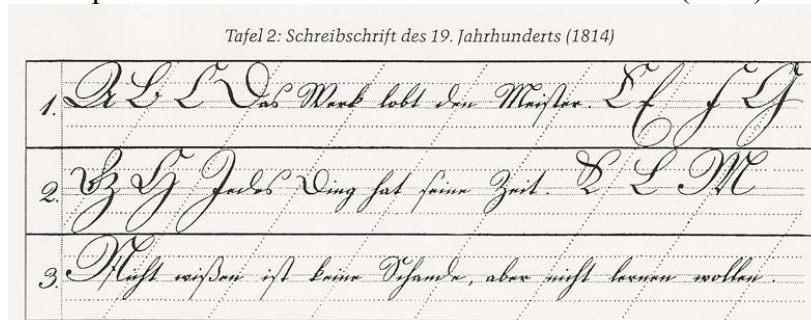 Tafel 2: Schreibschrift des 19. Jahrhunderts (1814)
1. A B C Das Werk lobt den Meister. E F G
2. H Jedes Ding hat seine Zeit. K L M
3. Nicht wißen ist keine Schande, aber nicht lernen wollen.